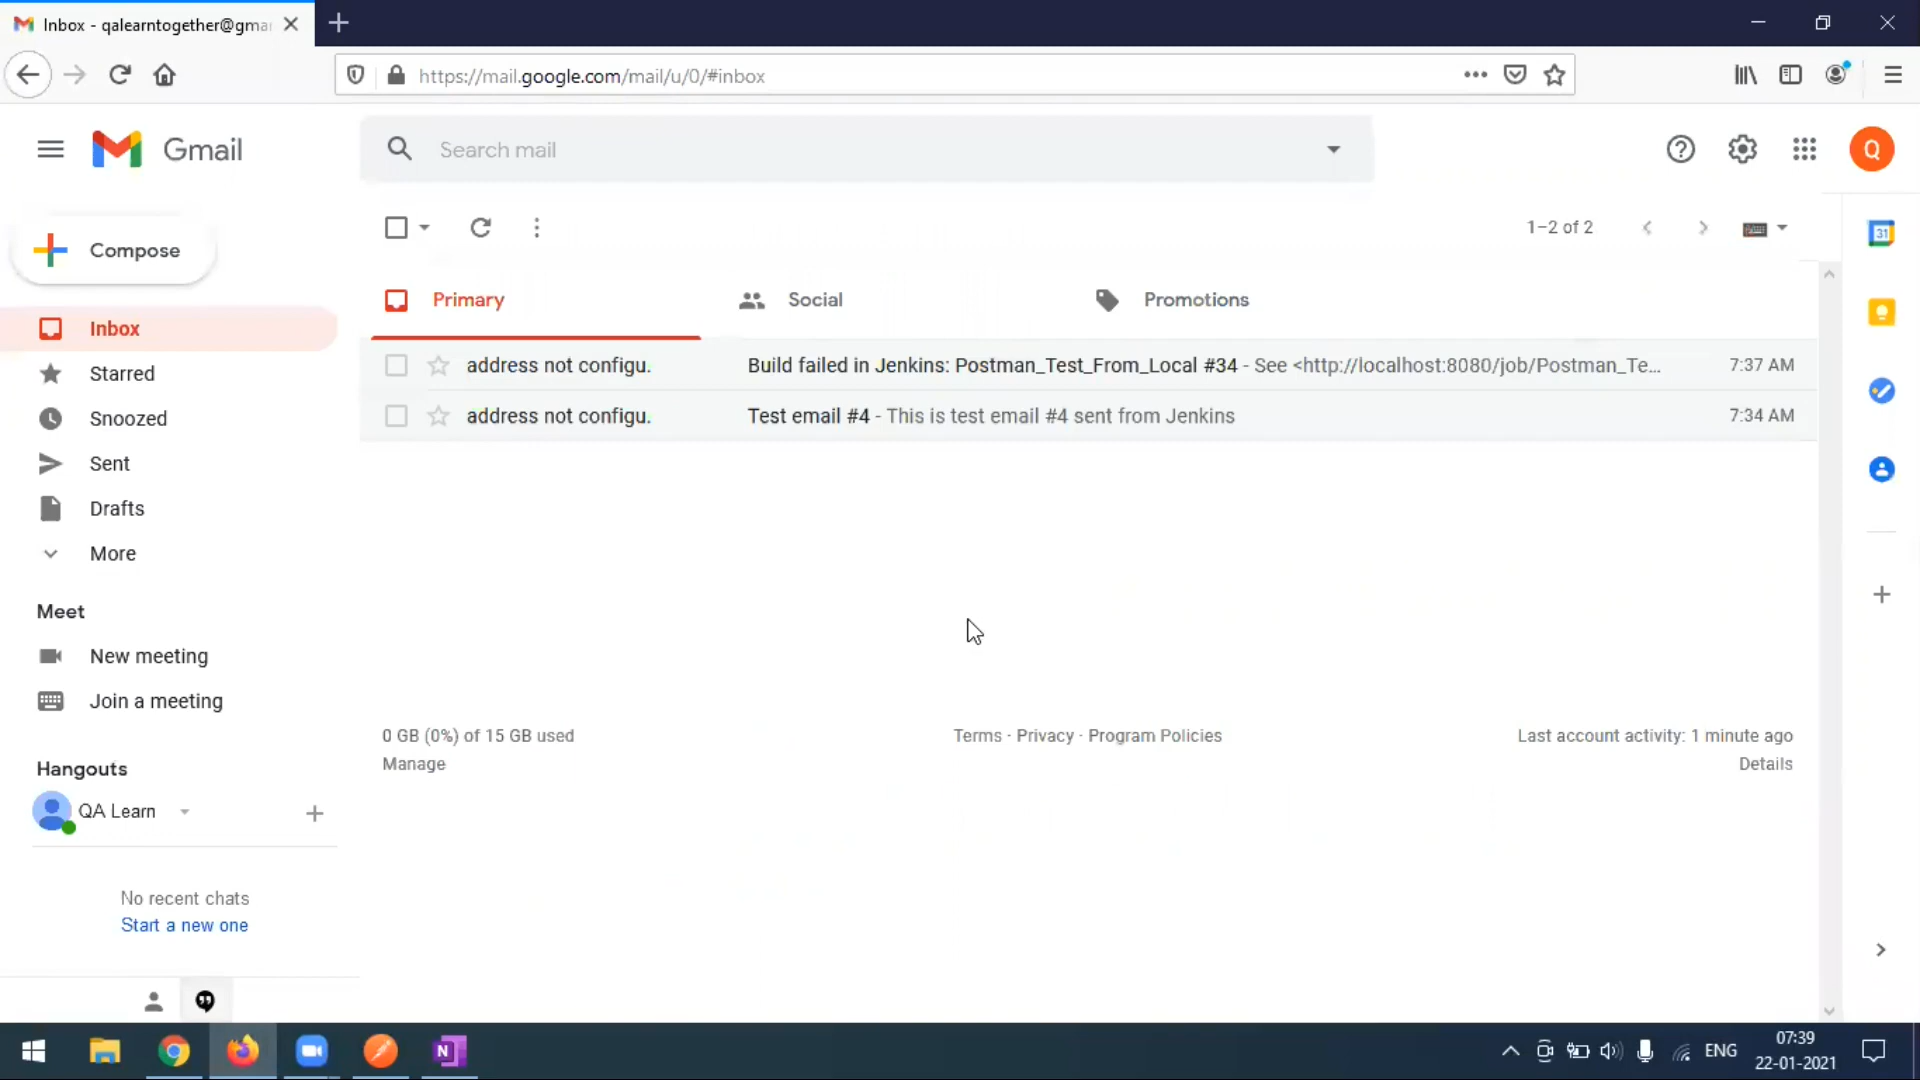 Inbox - qalearntogether@gma
https://mail.google.com/mail/u/0/#inbox
Gmail
Search mail
Q
Compose
1–2 of 2
31
Primary
Social
Promotions
Inbox
address not configu.
Build failed in Jenkins: Postman_Test_From_Local #34 - See <http://localhost:8080/job/Postman_Te...
7:37 AM
Starred
address not configu.
Test email #4 - This is test email #4 sent from Jenkins
7:34 AM
Snoozed
Sent
Drafts
More
Meet
New meeting
Join a meeting
0 GB (0%) of 15 GB used
Manage
Terms · Privacy · Program Policies
Last account activity: 1 minute ago
Details
Hangouts
QA Learn
No recent chats
Start a new one
N
ENG
07:39
22-01-2021